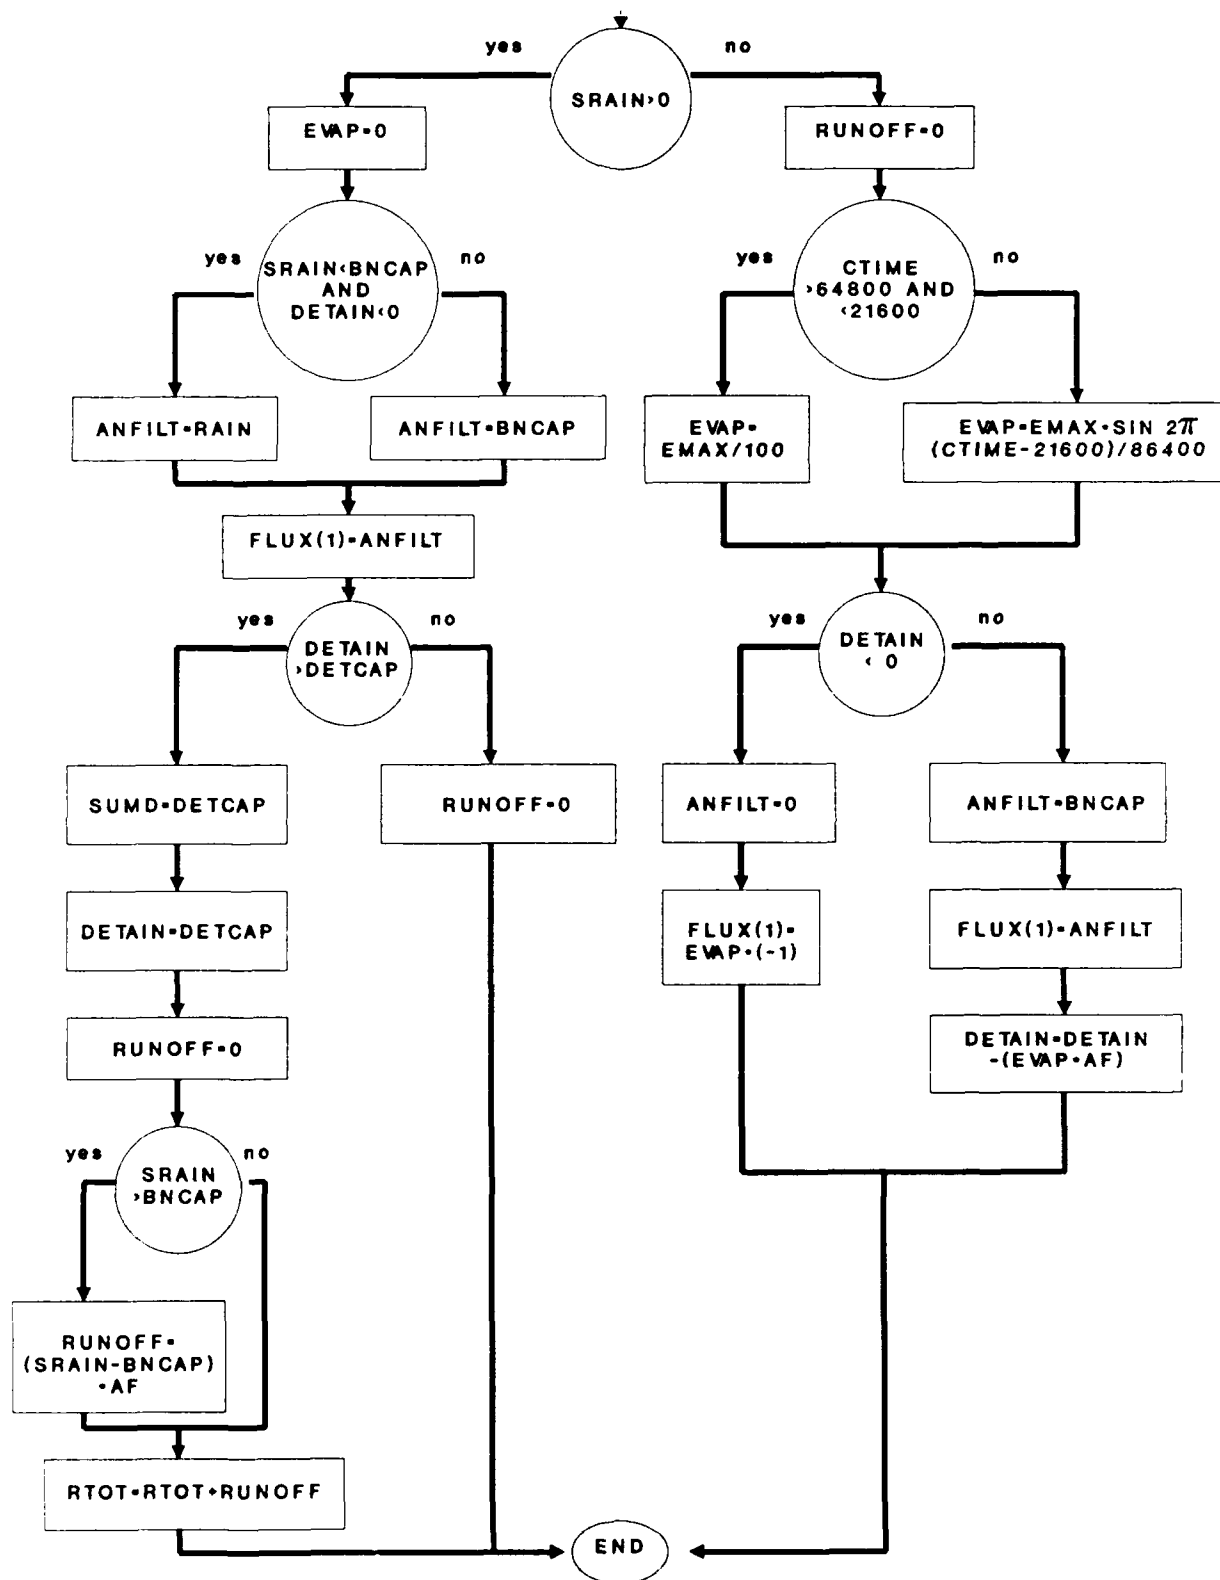 yes
no
SRAIN>0
EVAP=0
RUNOFF=0
yes
SRAIN<BNCAP
AND
DETAIN<0
no
yes
CTIME
>64800 AND
<21600
no
ANFILT=RAIN
ANFILT=BNCAP
EVAP=
EMAX/100
EVAP=EMAX*SIN 2π
(CTIME-21600)/86400
FLUX(1)=ANFILT
yes
no
DETAIN
>DETCAP
yes
no
DETAIN
< 0
SUMD=DETCAP
RUNOFF=0
ANFILT=0
ANFILT=BNCAP
DETAIN=DETCAP
FLUX(1)=
EVAP*(-1)
FLUX(1)=ANFILT
RUNOFF=0
DETAIN=DETAIN
-(EVAP*AF)
yes
no
SRAIN
>BNCAP
RUNOFF=
(SRAIN-BNCAP)
*AF
RTOT=RTOT+RUNOFF
END